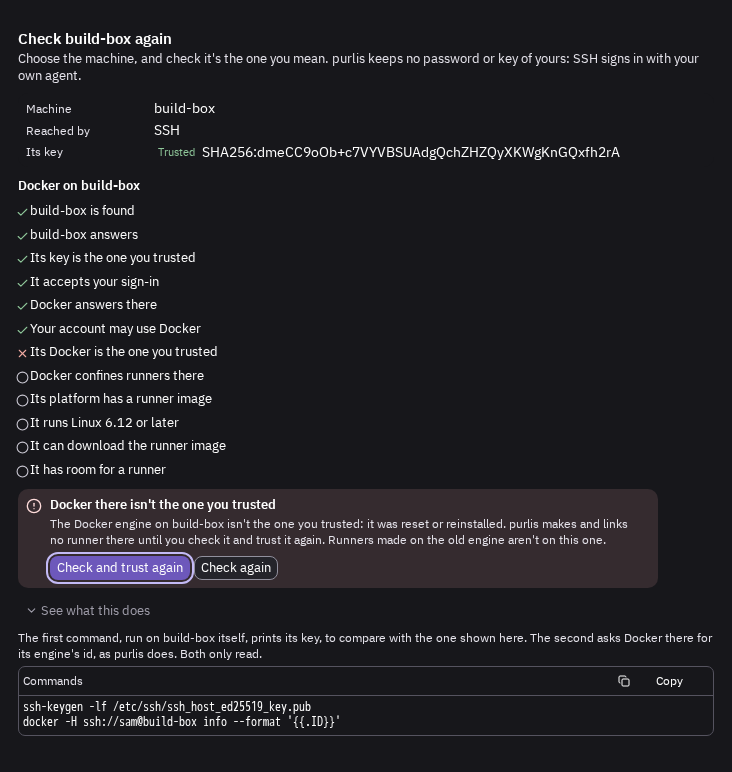 Check build-box again
Choose the machine, and check it's the one you mean. purlis keeps no password or key of yours: SSH signs in with your
own agent.
Machine build-box
Reached by SSH
Its key Trusted SHA256:dmeCC9oOb+c7VYVBSUAdgQchZHZQyXKWgKnGQxfh2rA
Docker on build-box
build-box is found
build-box answers
Its key is the one you trusted
It accepts your sign-in
Docker answers there
Your account may use Docker
Its Docker is the one you trusted
Docker confines runners there
Its platform has a runner image
It runs Linux 6.12 or later
It can download the runner image
It has room for a runner
Docker there isn't the one you trusted
The Docker engine on build-box isn't the one you trusted: it was reset or reinstalled. purlis makes and links
no runner there until you check it and trust it again. Runners made on the old engine aren't on this one.
Check and trust again Check again
See what this does
The first command, run on build-box itself, prints its key, to compare with the one shown here. The second asks Docker there for
its engine's id, as purlis does. Both only read.
Commands Copy
ssh-keygen -lf /etc/ssh/ssh_host_ed25519_key.pub
docker -H ssh://sam@build-box info --format '{{.ID}}'